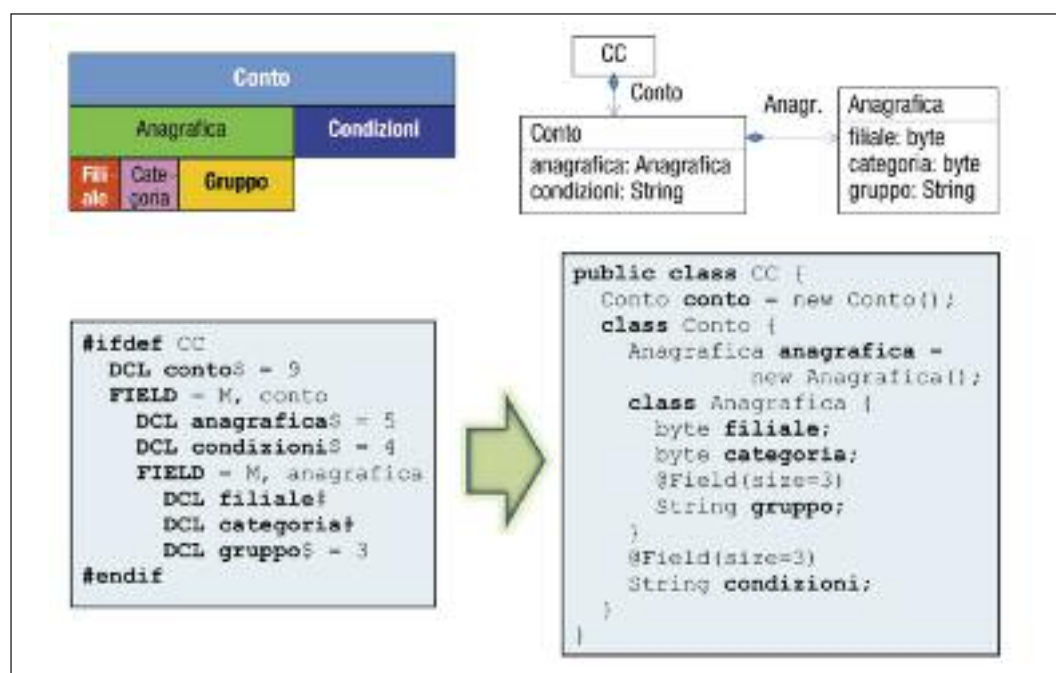 Conto
Anagrafica
Condizioni
Fili-
ale
Cate-
goria
Gruppo
CC
Conto
Anagr.
Conto
anagrafica: Anagrafica
condizioni: String
Anagrafica
filiale: byte
categoria: byte
gruppo: String
#ifdef CC
DCL conto$ = 9
FIELD = M, conto
DCL anagrafica$ = 5
DCL condizioni$ = 4
FIELD = M, anagrafica
DCL filiale#
DCL categoria#
DCL gruppo$ = 3
#endif
public class CC {
Conto conto = new Conto();
class Conto {
Anagrafica anagrafica =
new Anagrafica();
class Anagrafica {
byte filiale;
byte categoria;
@Field(size=3)
String gruppo;
}
@Field(size=3)
String condizioni;
}
}